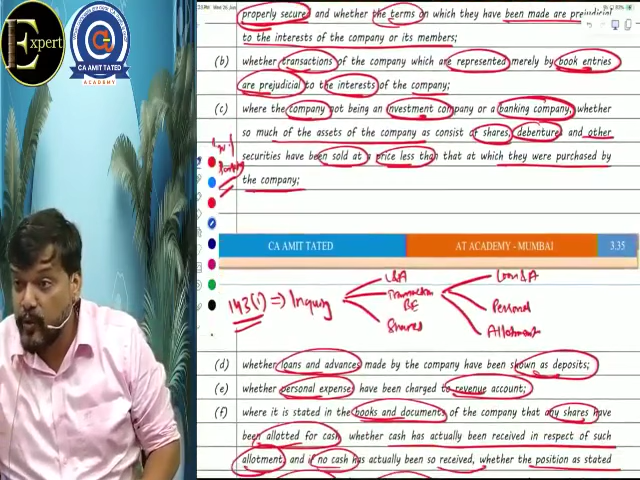 Expert
CA AMIT TATED
ACADEMY
properly secured and whether the terms on which they have been made are prejudicial
to the interests of the company or its members;
(b) whether transactions of the company which are represented merely by book entries
are prejudicial to the interests of the company;
(c) where the company not being an investment company or a banking company, whether
so much of the assets of the company as consist of shares, debenture and other
securities have been sold at a price less than that at which they were purchased by
the company;
CA AMIT TATED AT ACADEMY - MUMBAI 3.35
143(1) => Inquiry
L&A
Transaction
BE
Shares
Loan & A
Personal
Allotment
(d) whether loans and advances made by the company have been shown as deposits;
(e) whether personal expense have been charged to revenue account;
(f) where it is stated in the books and documents of the company that any shares have
been allotted for cash, whether cash has actually been received in respect of such
allotment, and if no cash has actually been so received, whether the position as stated